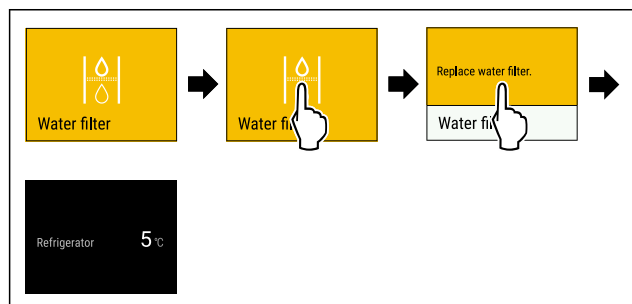 Water filter
Water fi
Replace water filter.
Water fi
Refrigerator 5 °C